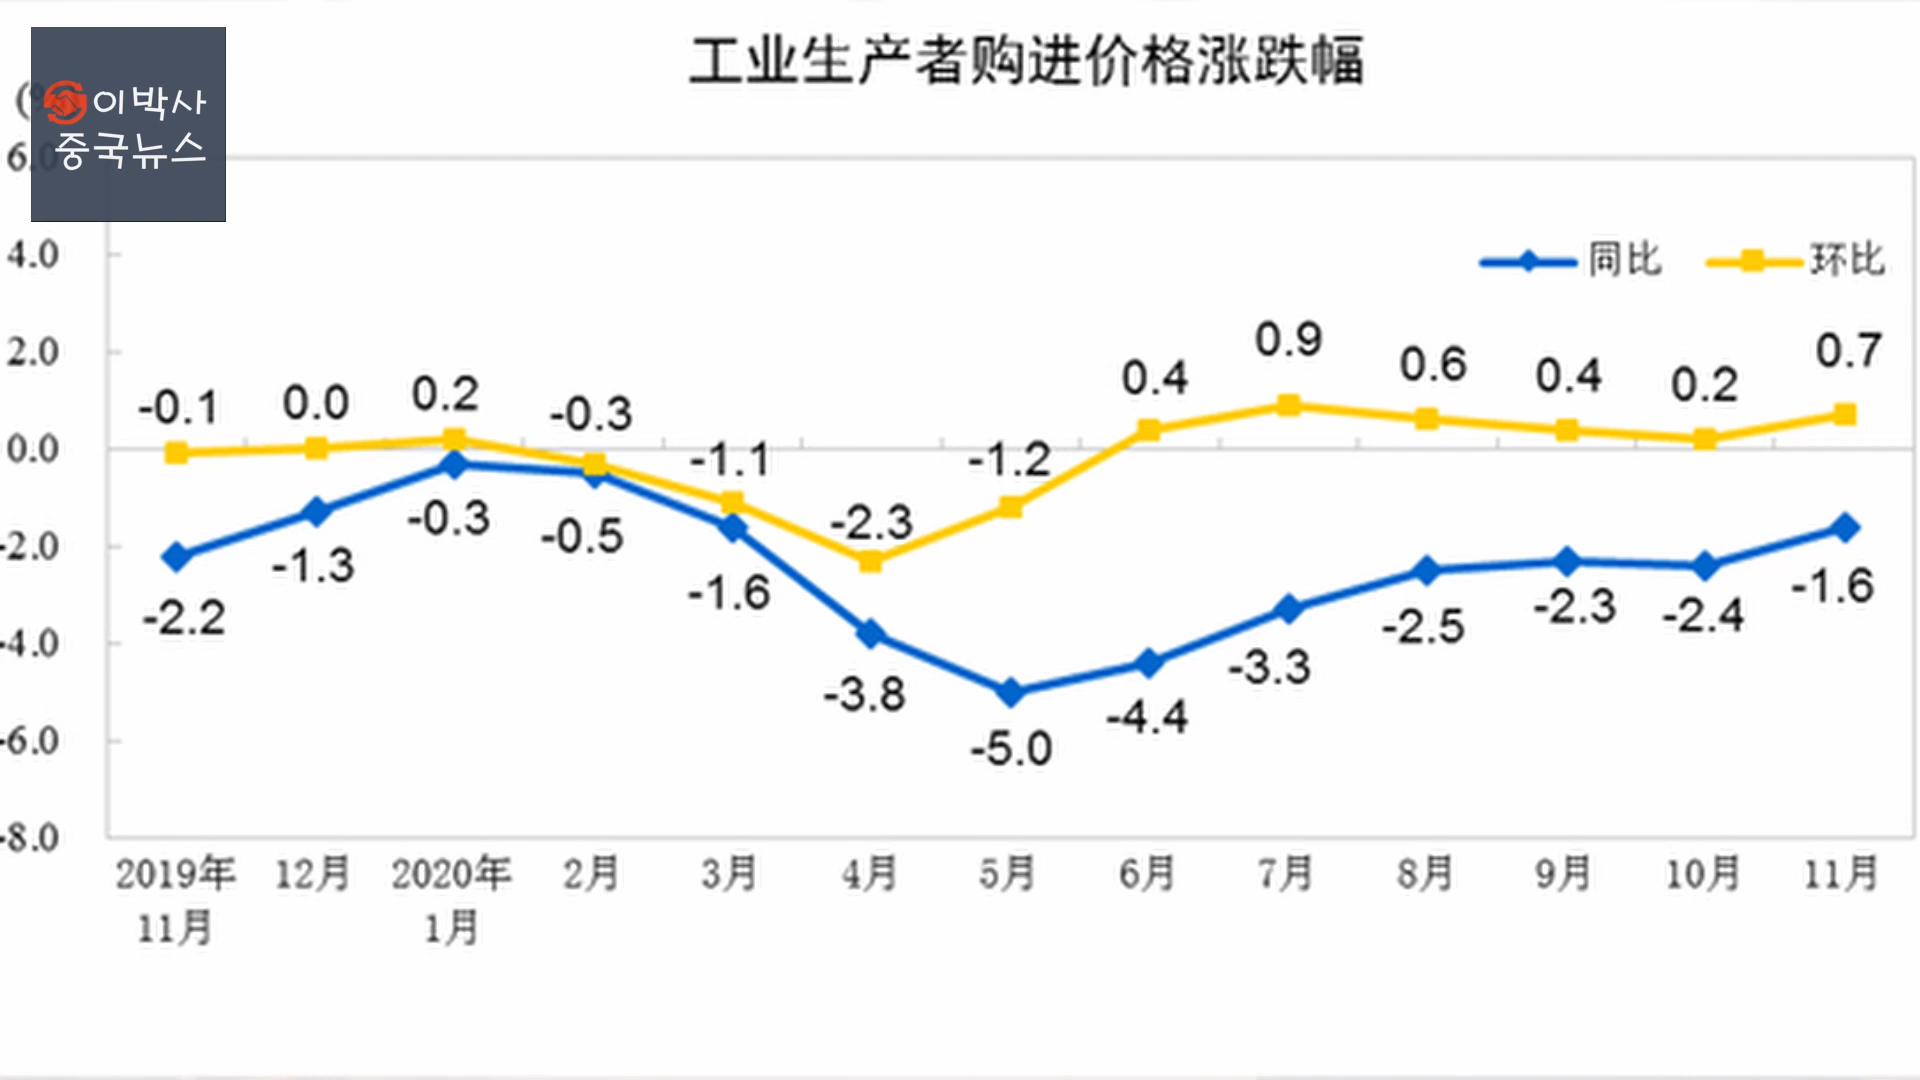 工业生产者购进价格涨跌幅
이박사
중국뉴스
6.0
4.0
2.0
0.0
-2.0
-4.0
-6.0
-8.0
同比 环比
-0.1 0.0 0.2 -0.3 -1.1 -2.3 -1.2 0.4 0.9 0.6 0.4 0.2 0.7
-2.2 -1.3 -0.3 -0.5 -1.6 -3.8 -5.0 -4.4 -3.3 -2.5 -2.3 -2.4 -1.6
2019年 12月 2020年 2月 3月 4月 5月 6月 7月 8月 9月 10月 11月
11月 1月